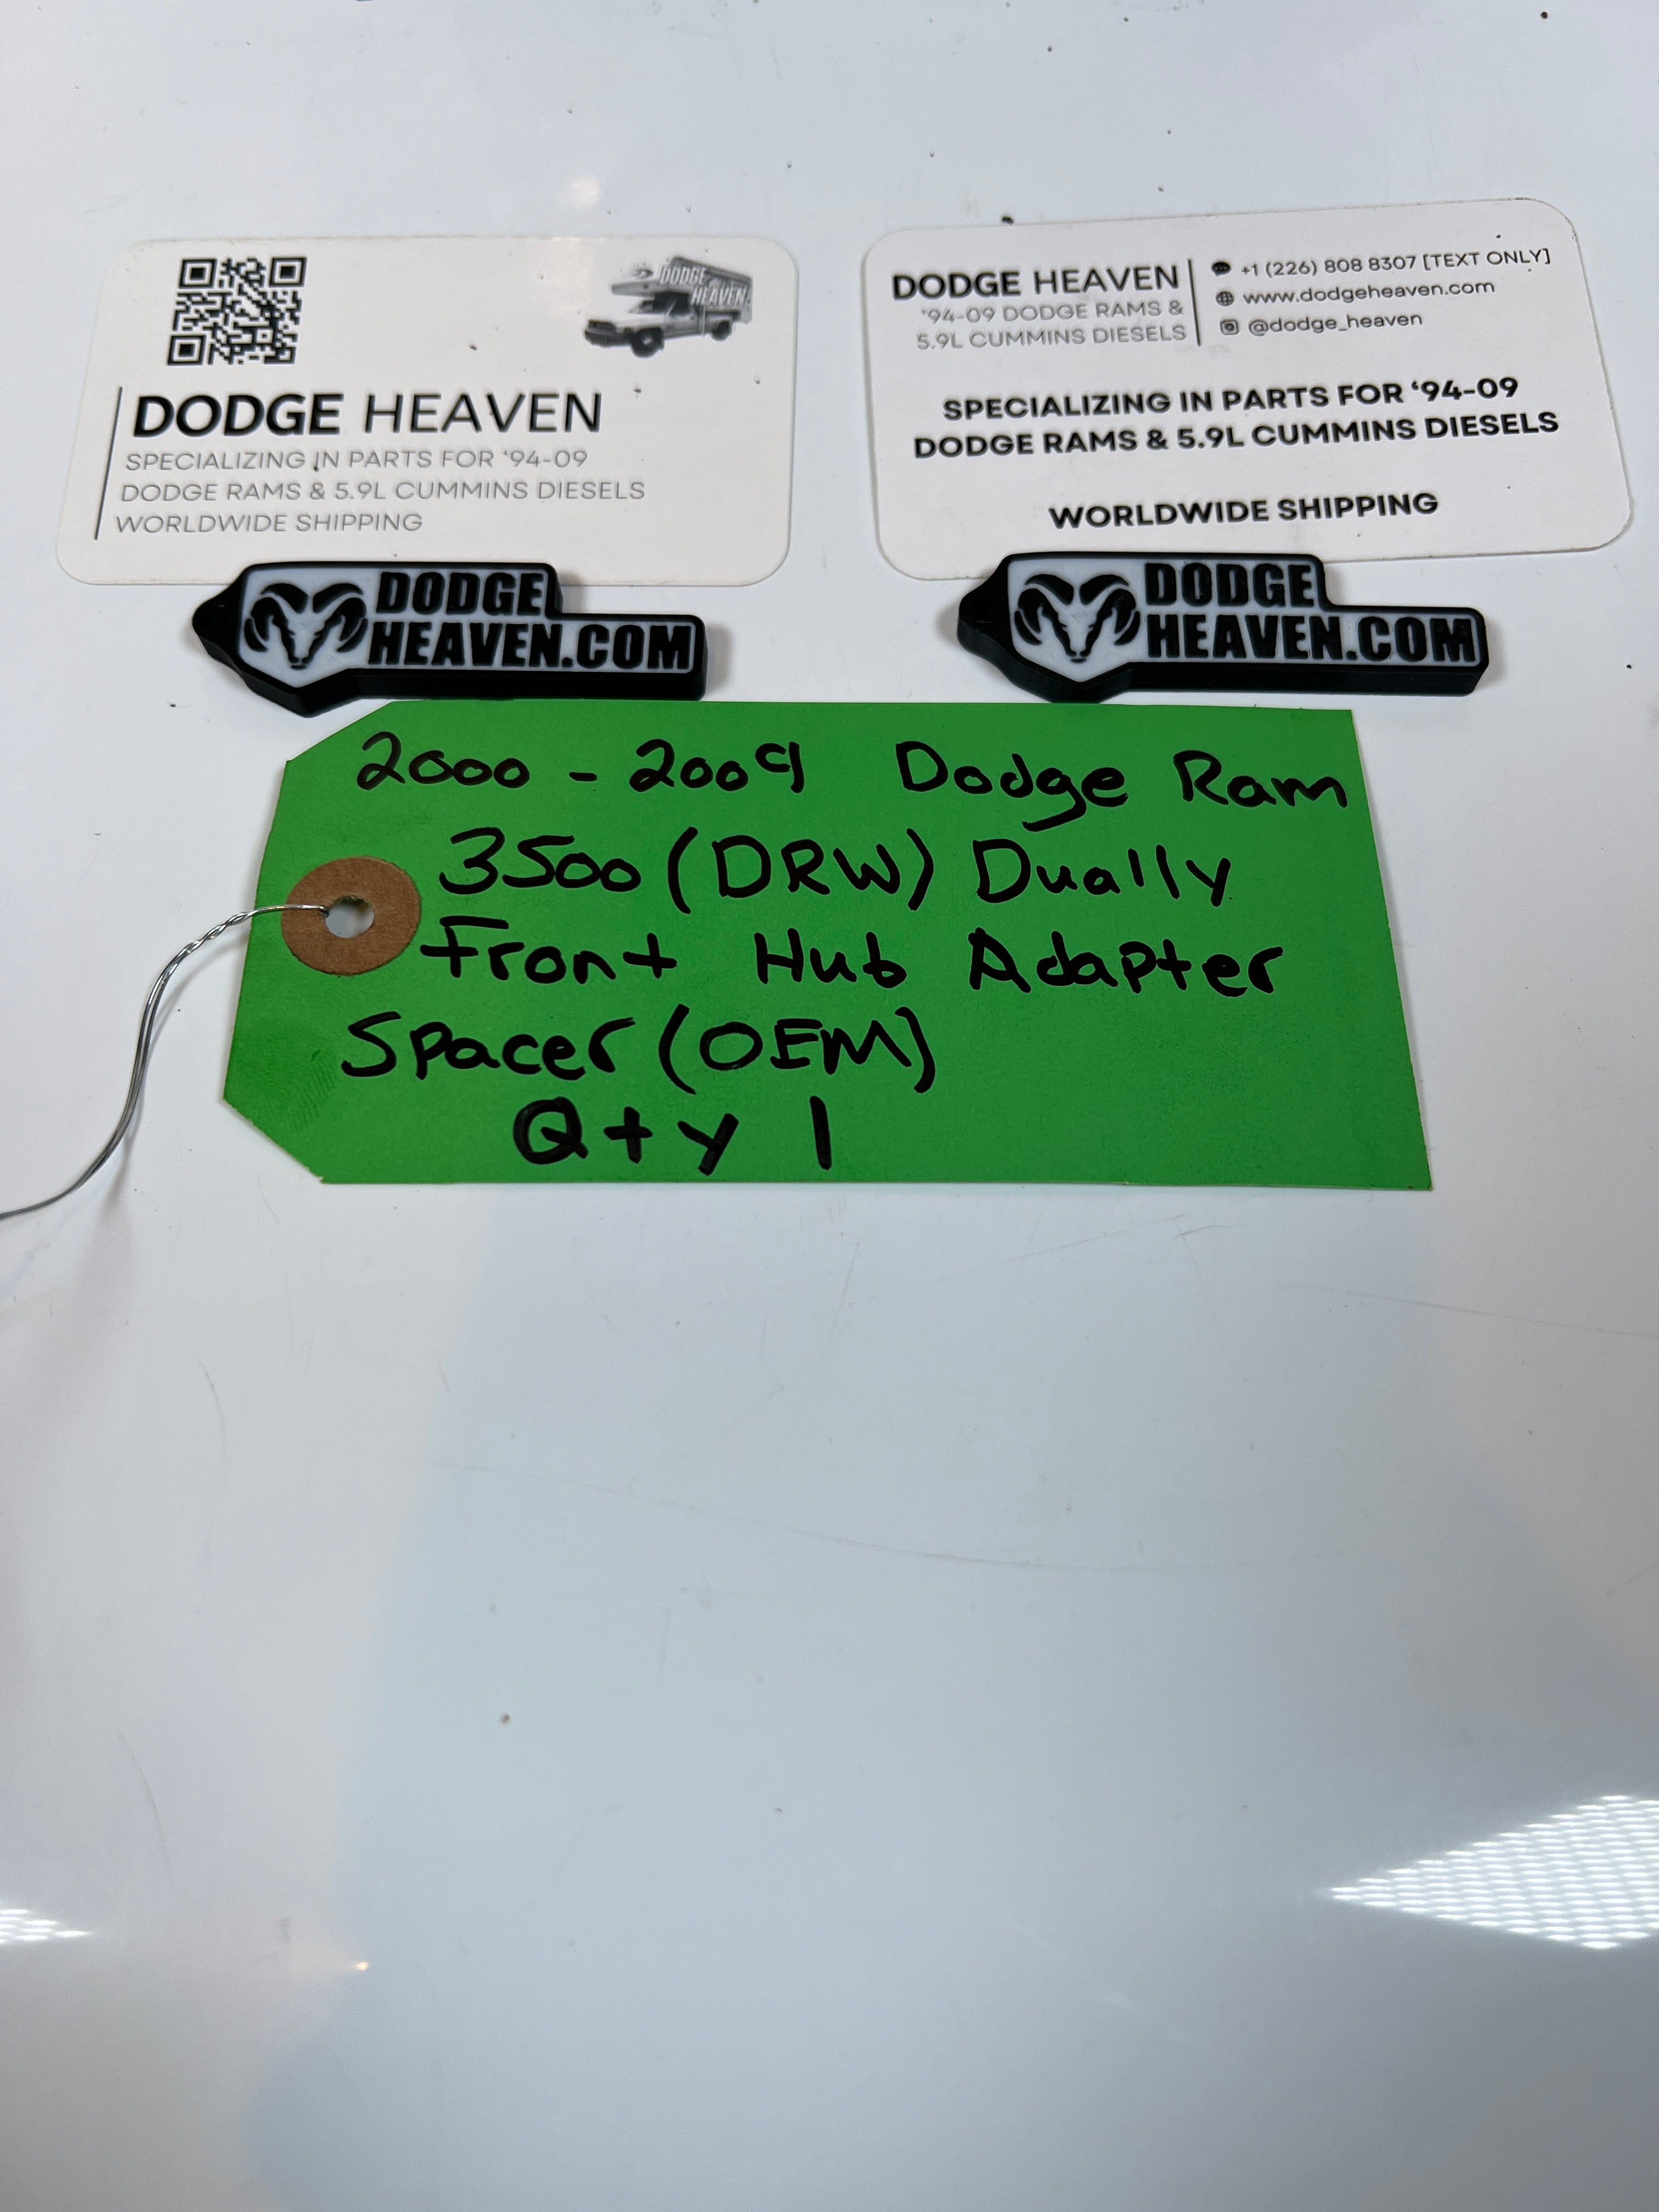 DODGE
HEAVEN
DODGE HEAVEN
SPECIALIZING IN PARTS FOR ‘94-09
DODGE RAMS & 5.9L CUMMINS DIESELS
WORLDWIDE SHIPPING
DODGE HEAVEN
‘94-09 DODGE RAMS &
5.9L CUMMINS DIESELS
+1 (226) 808 8307 [TEXT ONLY]
www.dodgeheaven.com
@dodge_heaven
SPECIALIZING IN PARTS FOR ‘94-09
DODGE RAMS & 5.9L CUMMINS DIESELS
WORLDWIDE SHIPPING
DODGE
HEAVEN.COM
DODGE
HEAVEN.COM
2000 - 2009 Dodge Ram
3500 (DRW) Dually
Front Hub Adapter
Spacer (OEM)
Qty 1